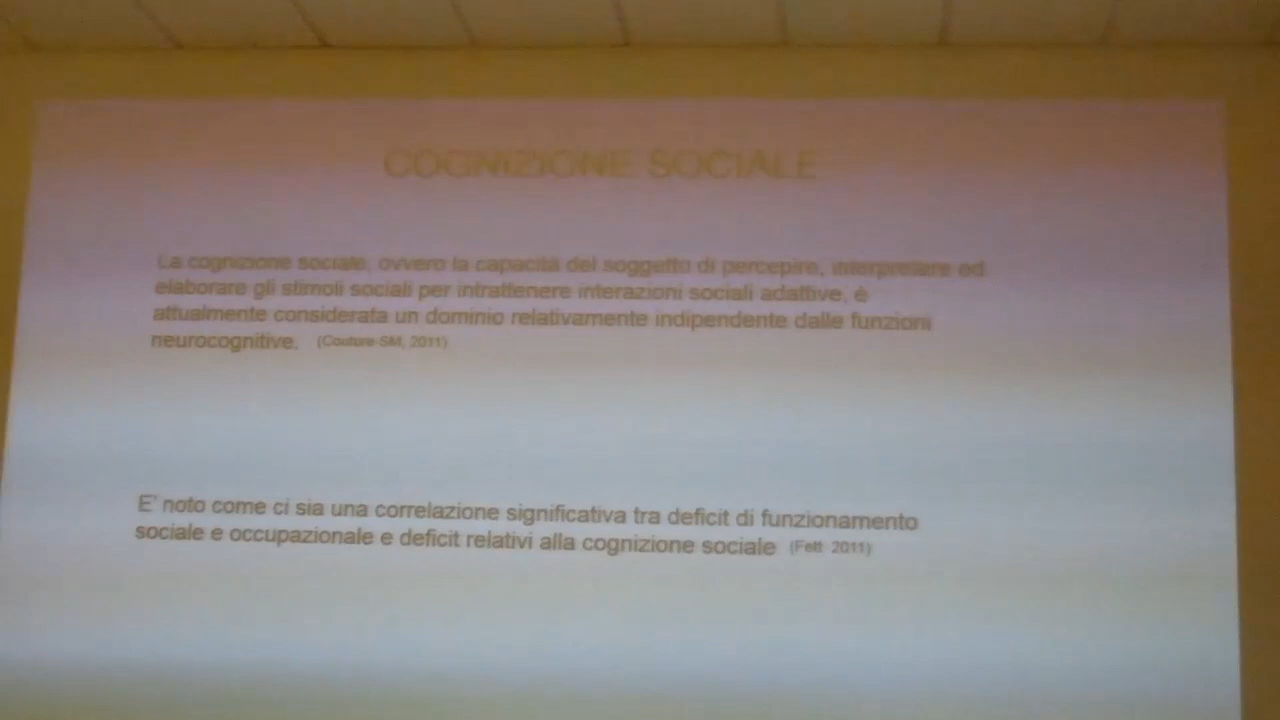 COGNIZIONE SOCIALE
La cognizione sociale, ovvero la capacità del soggetto di percepire, interpretare ed
elaborare gli stimoli sociali per intrattenere interazioni sociali adattive, è
attualmente considerata un dominio relativamente indipendente dalle funzioni
neurocognitive. (Couture-SM, 2011)
E' noto come ci sia una correlazione significativa tra deficit di funzionamento
sociale e occupazionale e deficit relativi alla cognizione sociale (Fett 2011)